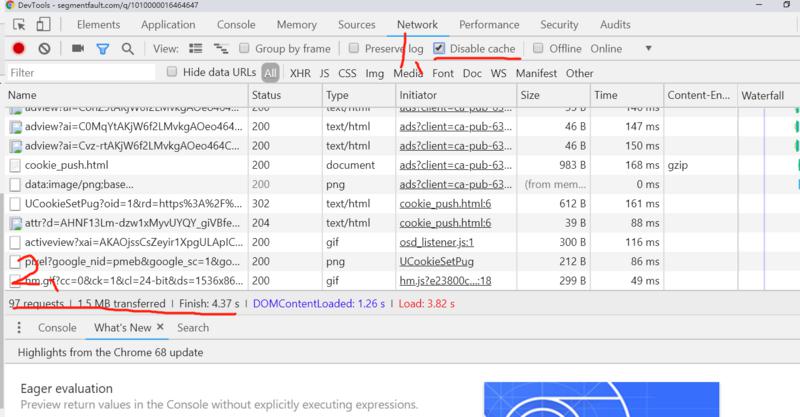 DevTools - segmentfault.com/q/1010000016464647
Elements Application Console Memory Sources Network Performance Security Audits
View: Group by frame Preserve log Disable cache Offline Online
Filter Hide data URLs All XHR JS CSS Img Media Font Doc WS Manifest Other
Name Status Type Initiator Size Time Content-En... Waterfall
200 text/html ads?client=ca-pub-63...
adview?ai=C0MqYtAKjW6f2LMvkgAOeo464... 200 text/html ads?client=ca-pub-63... 46 B 147 ms
adview?ai=Cvz-rtAKjW6f2LMvkgAOeo464C... 200 text/html ads?client=ca-pub-63... 46 B 150 ms
cookie_push.html 200 document ads?client=ca-pub-63... 983 B 168 ms gzip
data:image/png;base... 200 png ads?client=ca-pub-63... (from mem... 0 ms
UCookieSetPug?oid=1&rd=https%3A%2F%... 302 text/html cookie_push.html:6 612 B 161 ms
attr?d=AHNF13Lm-dzw1xMyvUYQY_giVBfe... 204 text/html cookie_push.html:6 39 B 88 ms
activeview?xai=AKAOjssCsZeyir1XpgULApIC... 200 gif osd_listener.js:1 300 B 116 ms
pixel?google_nid=pmeb&google_sc=1&goo... 200 png UCookieSetPug 212 B 86 ms
hm.gif?cc=0&ck=1&cl=24-bit&ds=1536x86... 200 gif hm.js?e23800c...:18 299 B 49 ms
1、
2、
97 requests | 1.5 MB transferred | Finish: 4.37 s | DOMContentLoaded: 1.26 s | Load: 3.82 s
Console What's New × Search
Highlights from the Chrome 68 update
Eager evaluation
Preview return values in the Console without explicitly executing expressions.